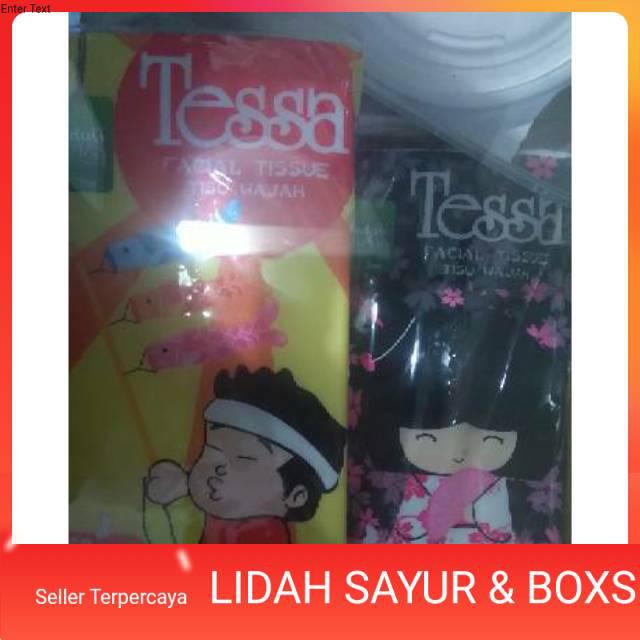 Enter Text
Tessa
FACIAL TISSUE
TISU WAJAH
Tessa
FACIAL TISSUE
TISU WAJAH
Seller Terpercaya
LIDAH SAYUR & BOXS